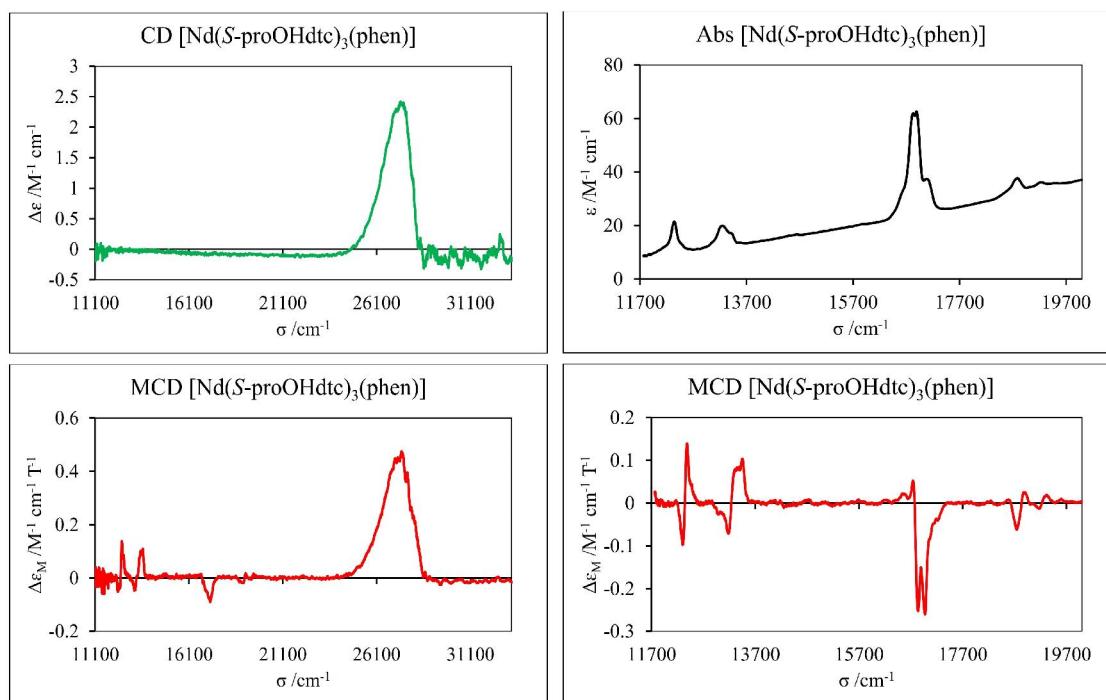 CD [Nd(S-proOHdtc)₃(phen)]
3
2.5
2
1.5
1
0.5
0
-0.5
Δε /M⁻¹ cm⁻¹
11100 16100 21100 26100 31100
σ /cm⁻¹
Abs [Nd(S-proOHdtc)₃(phen)]
80
60
40
20
0
ε /M⁻¹ cm⁻¹
11700 13700 15700 17700 19700
σ /cm⁻¹
MCD [Nd(S-proOHdtc)₃(phen)]
0.6
0.4
0.2
0
-0.2
Δε_M /M⁻¹ cm⁻¹ T⁻¹
11100 16100 21100 26100 31100
σ /cm⁻¹
MCD [Nd(S-proOHdtc)₃(phen)]
0.2
0.1
0
-0.1
-0.2
-0.3
Δε_M /M⁻¹ cm⁻¹ T⁻¹
11700 13700 15700 17700 19700
σ /cm⁻¹